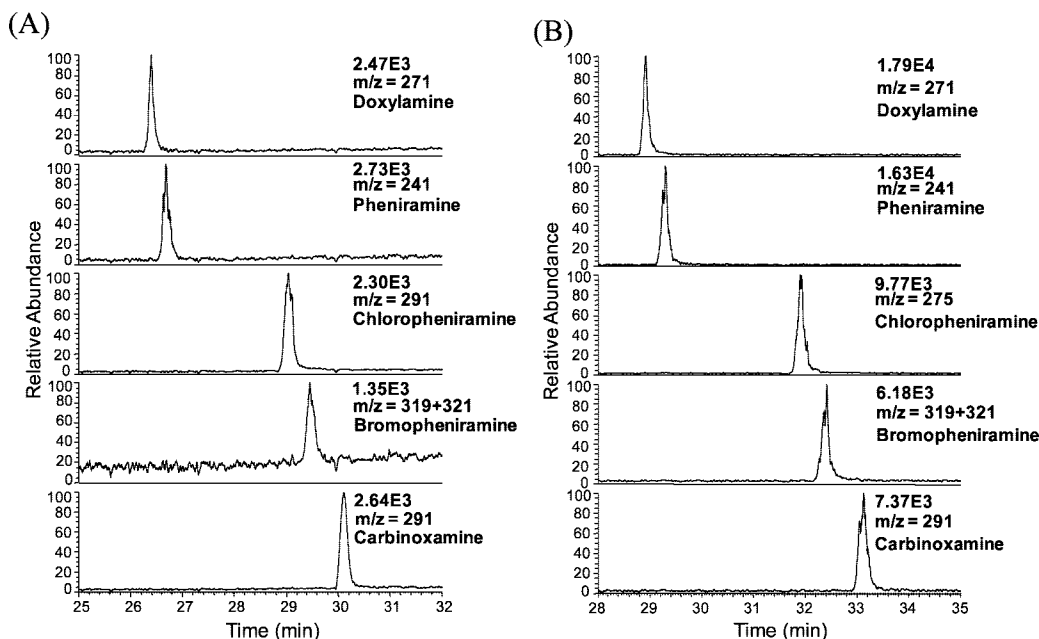 (A)
Relative Abundance
100
80
60
40
20
0
2.47E3
m/z = 271
Doxylamine
100
80
60
40
20
0
2.73E3
m/z = 241
Pheniramine
100
80
60
40
20
0
2.30E3
m/z = 291
Chloropheniramine
100
80
60
40
20
0
1.35E3
m/z = 319+321
Bromopheniramine
100
80
60
40
20
0
2.64E3
m/z = 291
Carbinoxamine
25 26 27 28 29 30 31 32
Time (min)
(B)
Relative Abundance
100
80
60
40
20
0
1.79E4
m/z = 271
Doxylamine
100
80
60
40
20
0
1.63E4
m/z = 241
Pheniramine
100
80
60
40
20
0
9.77E3
m/z = 275
Chloropheniramine
100
80
60
40
20
0
6.18E3
m/z = 319+321
Bromopheniramine
100
80
60
40
20
0
7.37E3
m/z = 291
Carbinoxamine
28 29 30 31 32 33 34 35
Time (min)